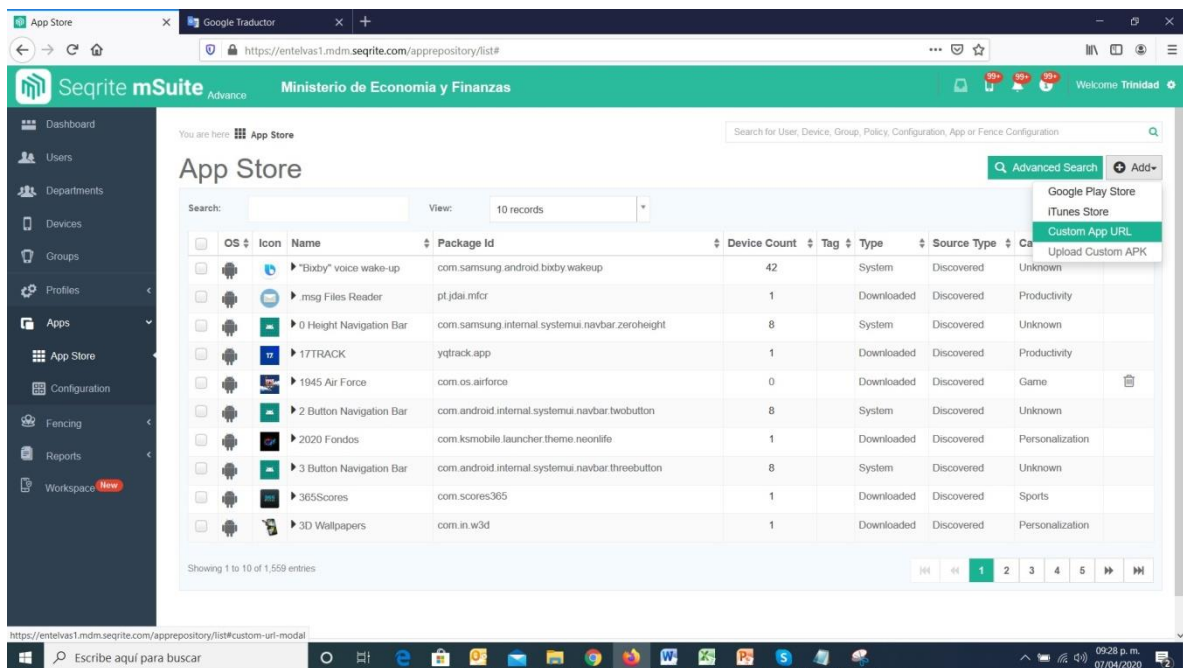 App Store
Google Traductor
https://entelvas1.mdm.seqrite.com/apprepository/list#
Seqrite mSuite Advance
Ministerio de Economia y Finanzas
99+ 99+ 99+
Welcome Trinidad
Dashboard
Users
Departments
Devices
Groups
Profiles
Apps
App Store
Configuration
Fencing
Reports
Workspace New
You are here App Store
Search for User, Device, Group, Policy, Configuration, App or Fence Configuration
App Store
Advanced Search Add
Google Play Store
iTunes Store
Custom App URL
Upload Custom APK
Search: View: 10 records
OS Icon Name Package Id Device Count Tag Type Source Type Ca
"Bixby" voice wake-up com.samsung.android.bixby.wakeup 42 System Discovered Unknown
.msg Files Reader pt.jdai.mfcr 1 Downloaded Discovered Productivity
0 Height Navigation Bar com.samsung.internal.systemui.navbar.zeroheight 8 System Discovered Unknown
17TRACK yqtrack.app 1 Downloaded Discovered Productivity
1945 Air Force com.os.airforce 0 Downloaded Discovered Game
2 Button Navigation Bar com.android.internal.systemui.navbar.twobutton 8 System Discovered Unknown
2020 Fondos com.ksmobile.launcher.theme.neonlife 1 Downloaded Discovered Personalization
3 Button Navigation Bar com.android.internal.systemui.navbar.threebutton 8 System Discovered Unknown
365Scores com.scores365 1 Downloaded Discovered Sports
3D Wallpapers com.in.w3d 1 Downloaded Discovered Personalization
Showing 1 to 10 of 1,559 entries
1 2 3 4 5
https://entelvas1.mdm.seqrite.com/apprepository/list#custom-url-modal
Escribe aquí para buscar
09:28 p. m.
07/04/2020